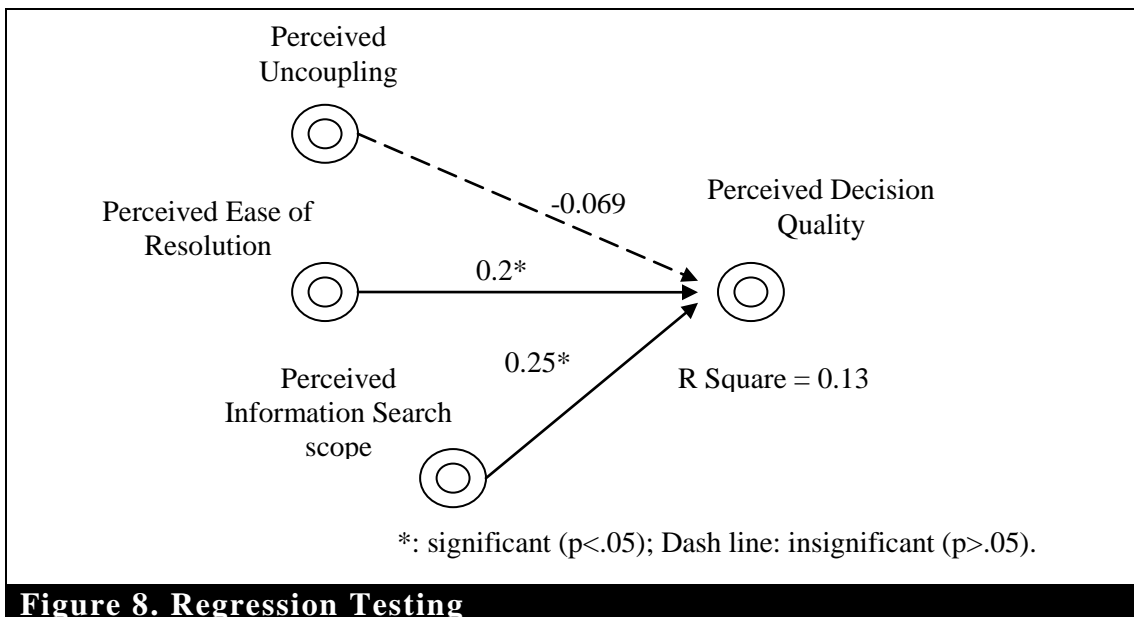 Perceived
Uncoupling
-0.069
Perceived Decision
Quality
Perceived Ease of
Resolution
0.2*
0.25*
R Square = 0.13
Perceived
Information Search
scope
*: significant (p<.05); Dash line: insignificant (p>.05).
Figure 8. Regression Testing